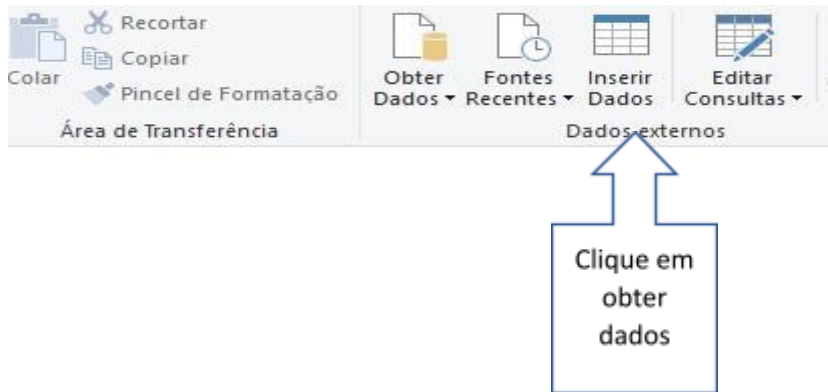 Recortar
Copiar
Colar
Pincel de Formatação
Área de Transferência
Obter
Dados
Fontes
Recentes
Inserir
Dados
Editar
Consultas
Dados externos
Clique em
obter
dados